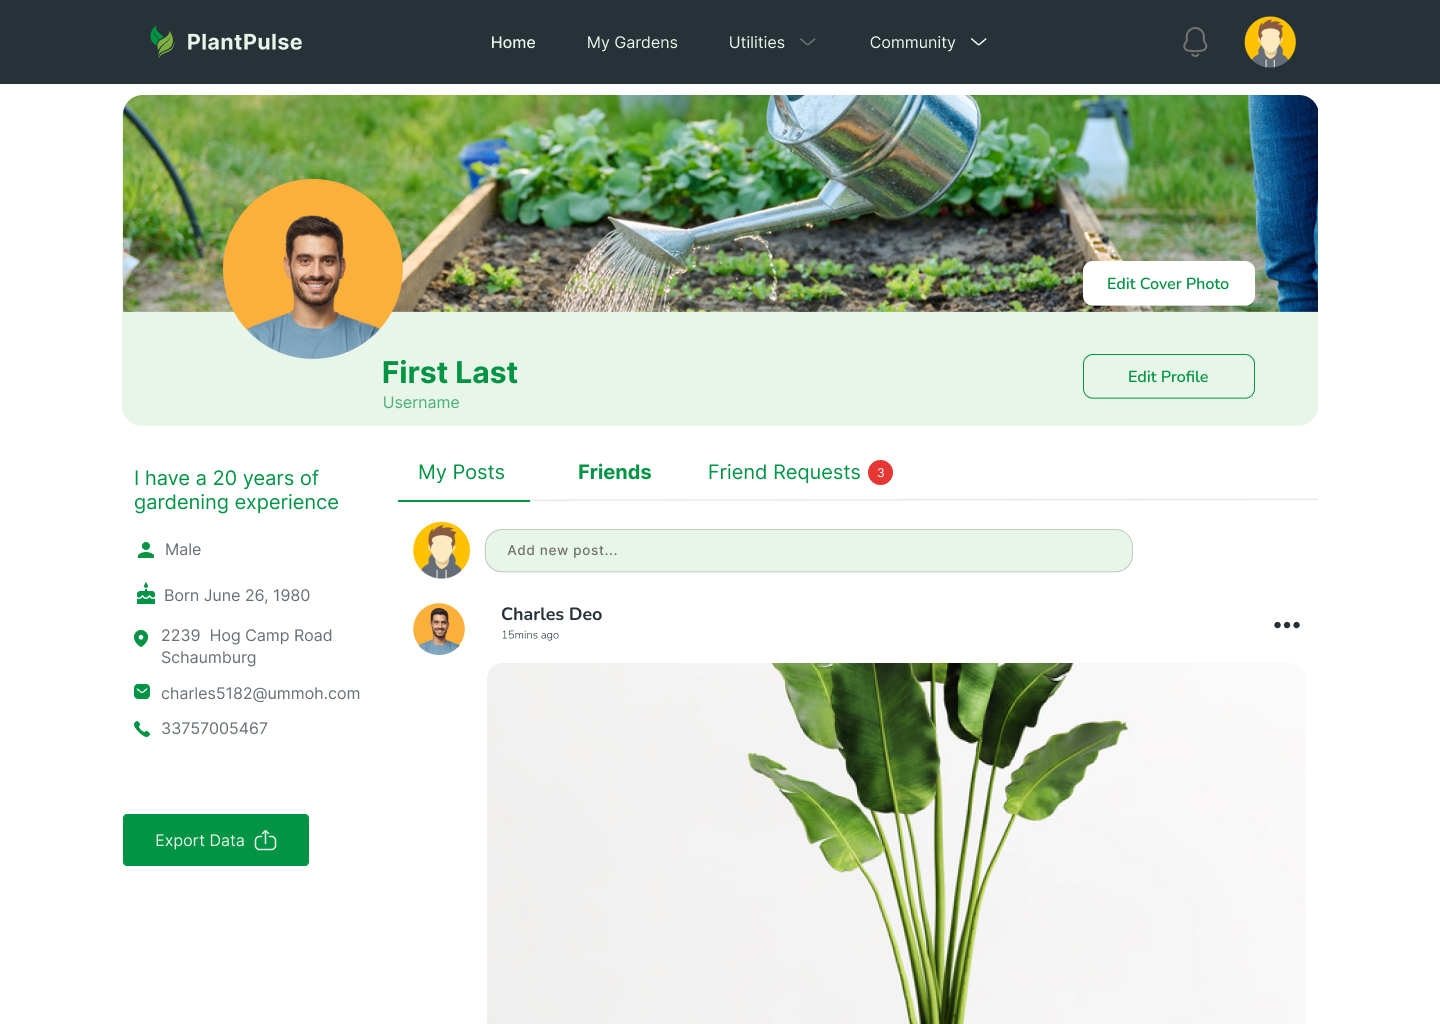 PlantPulse
Home
My Gardens
Utilities
Community
Edit Cover Photo
First Last
Username
Edit Profile
I have a 20 years of
gardening experience
Male
Born June 26, 1980
2239  Hog Camp Road
Schaumburg
charles5182@ummoh.com
33757005467
Export Data
My Posts
Friends
Friend Requests
3
Add new post...
Charles Deo
15mins ago